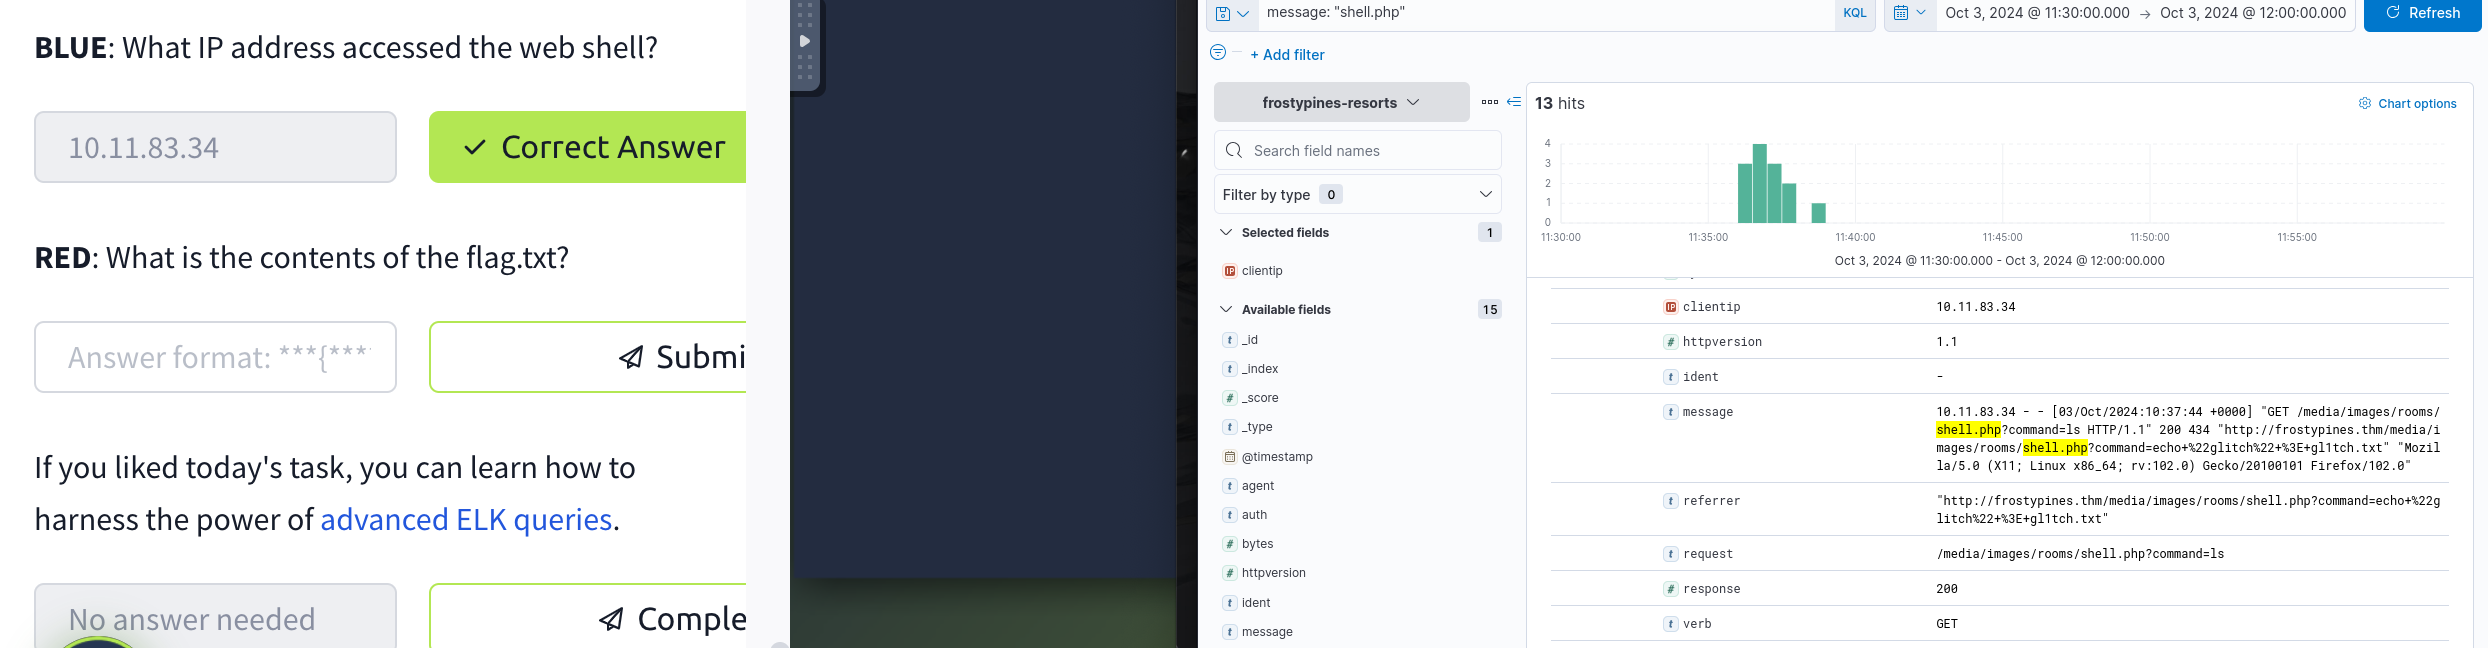 BLUE: What IP address accessed the web shell?
10.11.83.34
Correct Answer
RED: What is the contents of the flag.txt?
Answer format: ***{***
Submi
If you liked today's task, you can learn how to
harness the power of advanced ELK queries.
No answer needed
Comple
message: "shell.php"
KQL
Oct 3, 2024 @ 11:30:00.000 → Oct 3, 2024 @ 12:00:00.000
Refresh
+ Add filter
frostypines-resorts
Search field names
Filter by type 0
Selected fields 1
IP clientip
Available fields 15
t _id
t _index
# _score
t _type
@timestamp
t agent
t auth
# bytes
t httpversion
t ident
t message
13 hits
Chart options
4
3
2
1
0
11:30:00 11:35:00 11:40:00 11:45:00 11:50:00 11:55:00
Oct 3, 2024 @ 11:30:00.000 - Oct 3, 2024 @ 12:00:00.000
IP clientip 10.11.83.34
# httpversion 1.1
t ident -
t message 10.11.83.34 - - [03/Oct/2024:10:37:44 +0000] "GET /media/images/rooms/
shell.php?command=ls HTTP/1.1" 200 434 "http://frostypines.thm/media/i
mages/rooms/shell.php?command=echo+%22glitch%22+%3E+gl1tch.txt" "Mozil
la/5.0 (X11; Linux x86_64; rv:102.0) Gecko/20100101 Firefox/102.0"
t referrer "http://frostypines.thm/media/images/rooms/shell.php?command=echo+%22g
litch%22+%3E+gl1tch.txt"
t request /media/images/rooms/shell.php?command=ls
# response 200
t verb GET